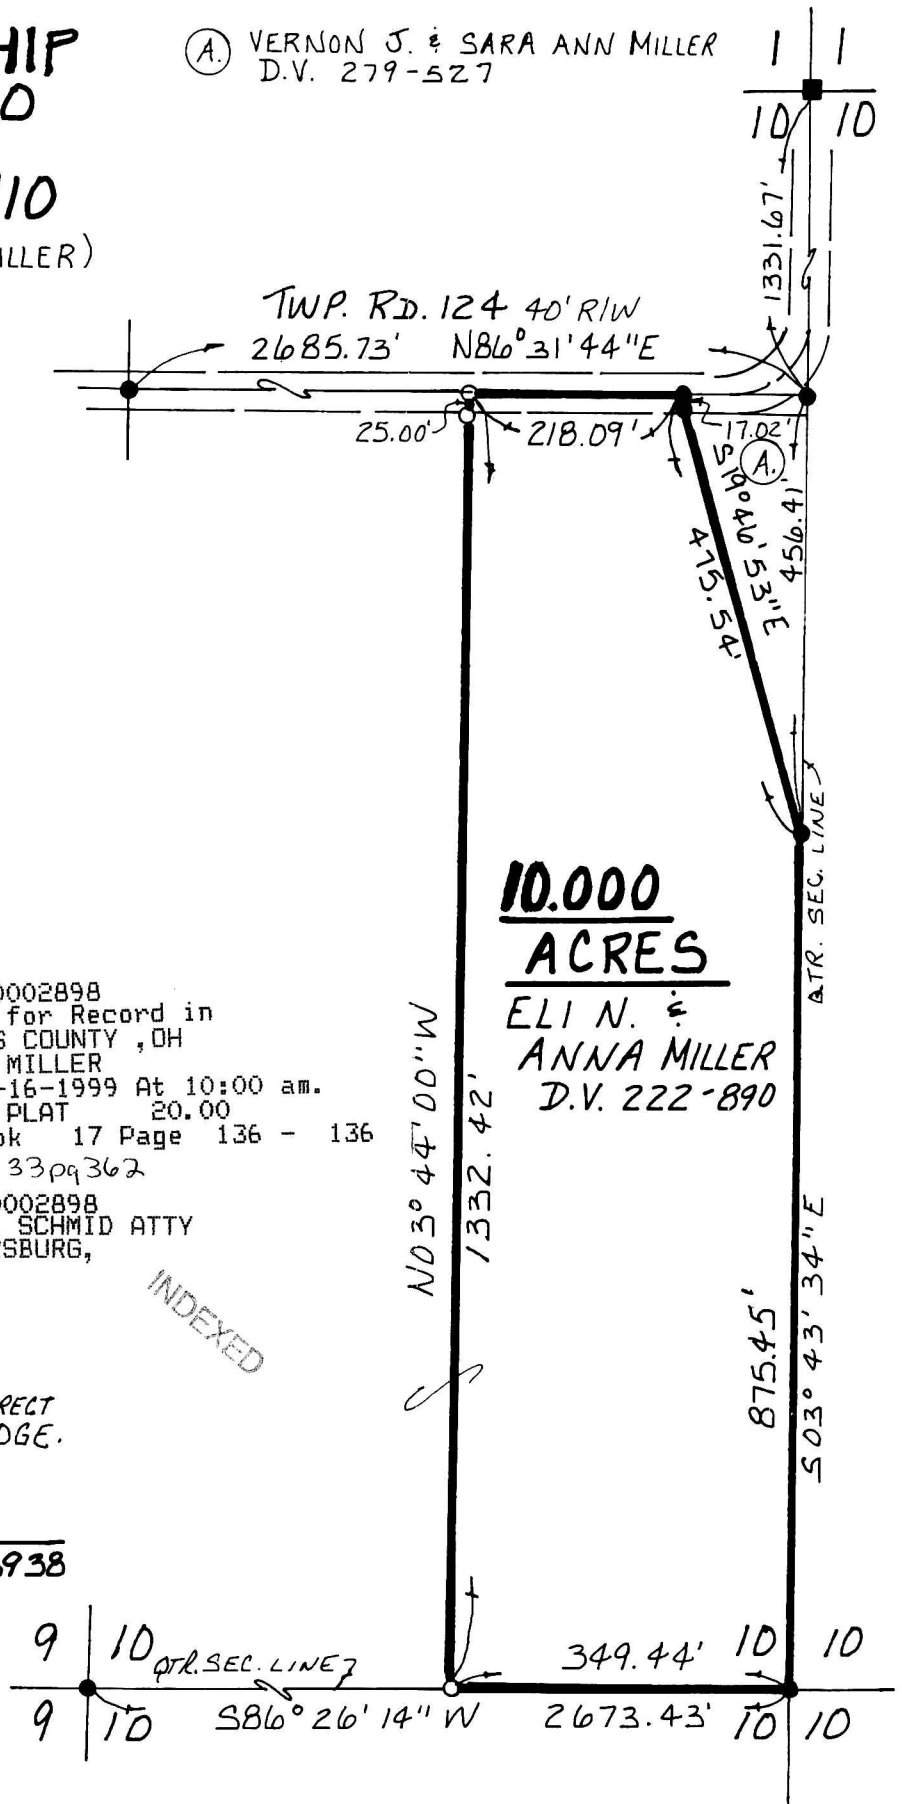 HIP
O
A. VERNON J. & SARA ANN MILLER
D.V. 279-527
1 1
10 10
110
ILLER)
1331.67'
TWP. RD. 124 40' R/W
2685.73' N86°31'44"E
25.00'
218.09'
17.02'
A.
S19°46'53"E
475.54'
456.41'
QTR. SEC. LINE
10.000
ACRES
ELI N. &
ANNA MILLER
D.V. 222-890
0002898
for Record in
S COUNTY ,OH
MILLER
-16-1999 At 10:00 am.
PLAT 20.00
ok 17 Page 136 - 136
33pg362
0002898
SCHMID ATTY
SBURG,
INDEXED
N03°44'00"W
1332.42'
875.45'
S03°43'34"E
RECT
DGE.
938
9 10
QTR. SEC. LINE
349.44'
10 10
9 10
S86°26'14"W
2673.43'
10 10